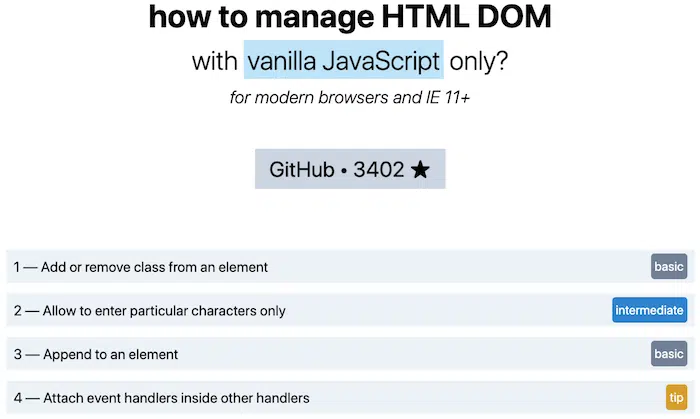 how to manage HTML DOM
with vanilla JavaScript only?
for modern browsers and IE 11+
GitHub • 3402 ★
1 — Add or remove class from an element basic
2 — Allow to enter particular characters only intermediate
3 — Append to an element basic
4 — Attach event handlers inside other handlers tip